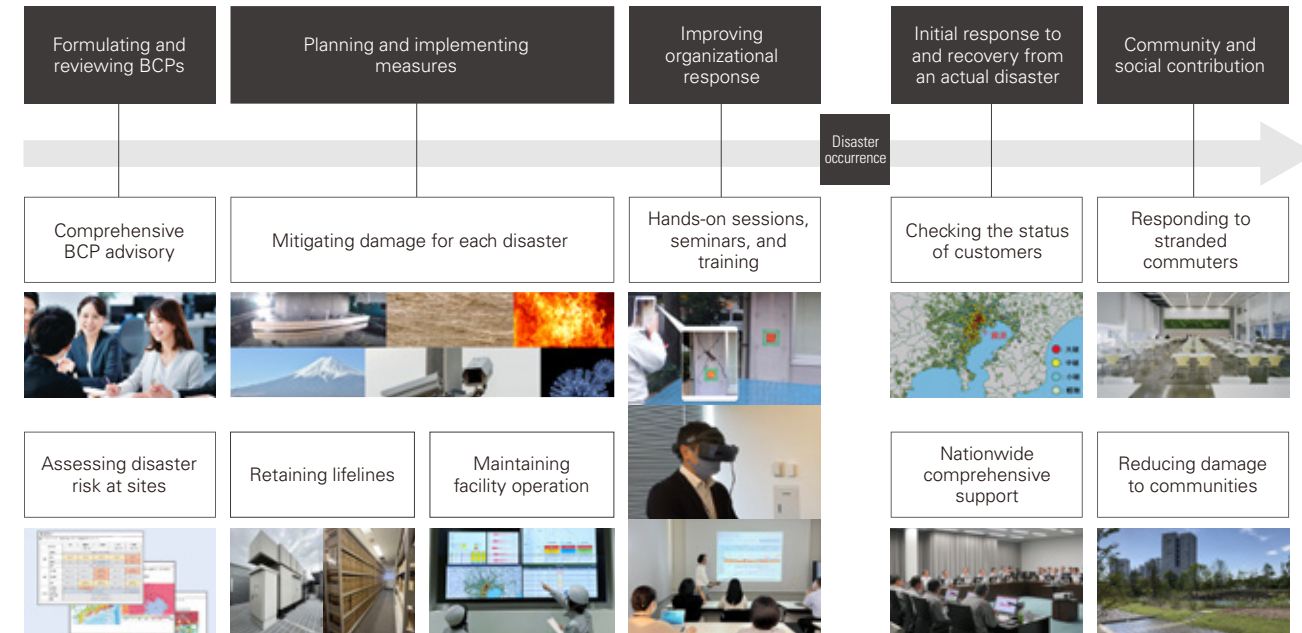 Formulating and
reviewing BCPs
Planning and implementing
measures
Improving
organizational
response
Initial response to
and recovery from
an actual disaster
Community and
social contribution
Disaster
occurrence
Comprehensive
BCP advisory
Mitigating damage for each disaster
Hands-on sessions,
seminars, and
training
Checking the status
of customers
Responding to
stranded
commuters
Assessing disaster
risk at sites
Retaining lifelines
Maintaining
facility operation
Nationwide
comprehensive
support
Reducing damage
to communities